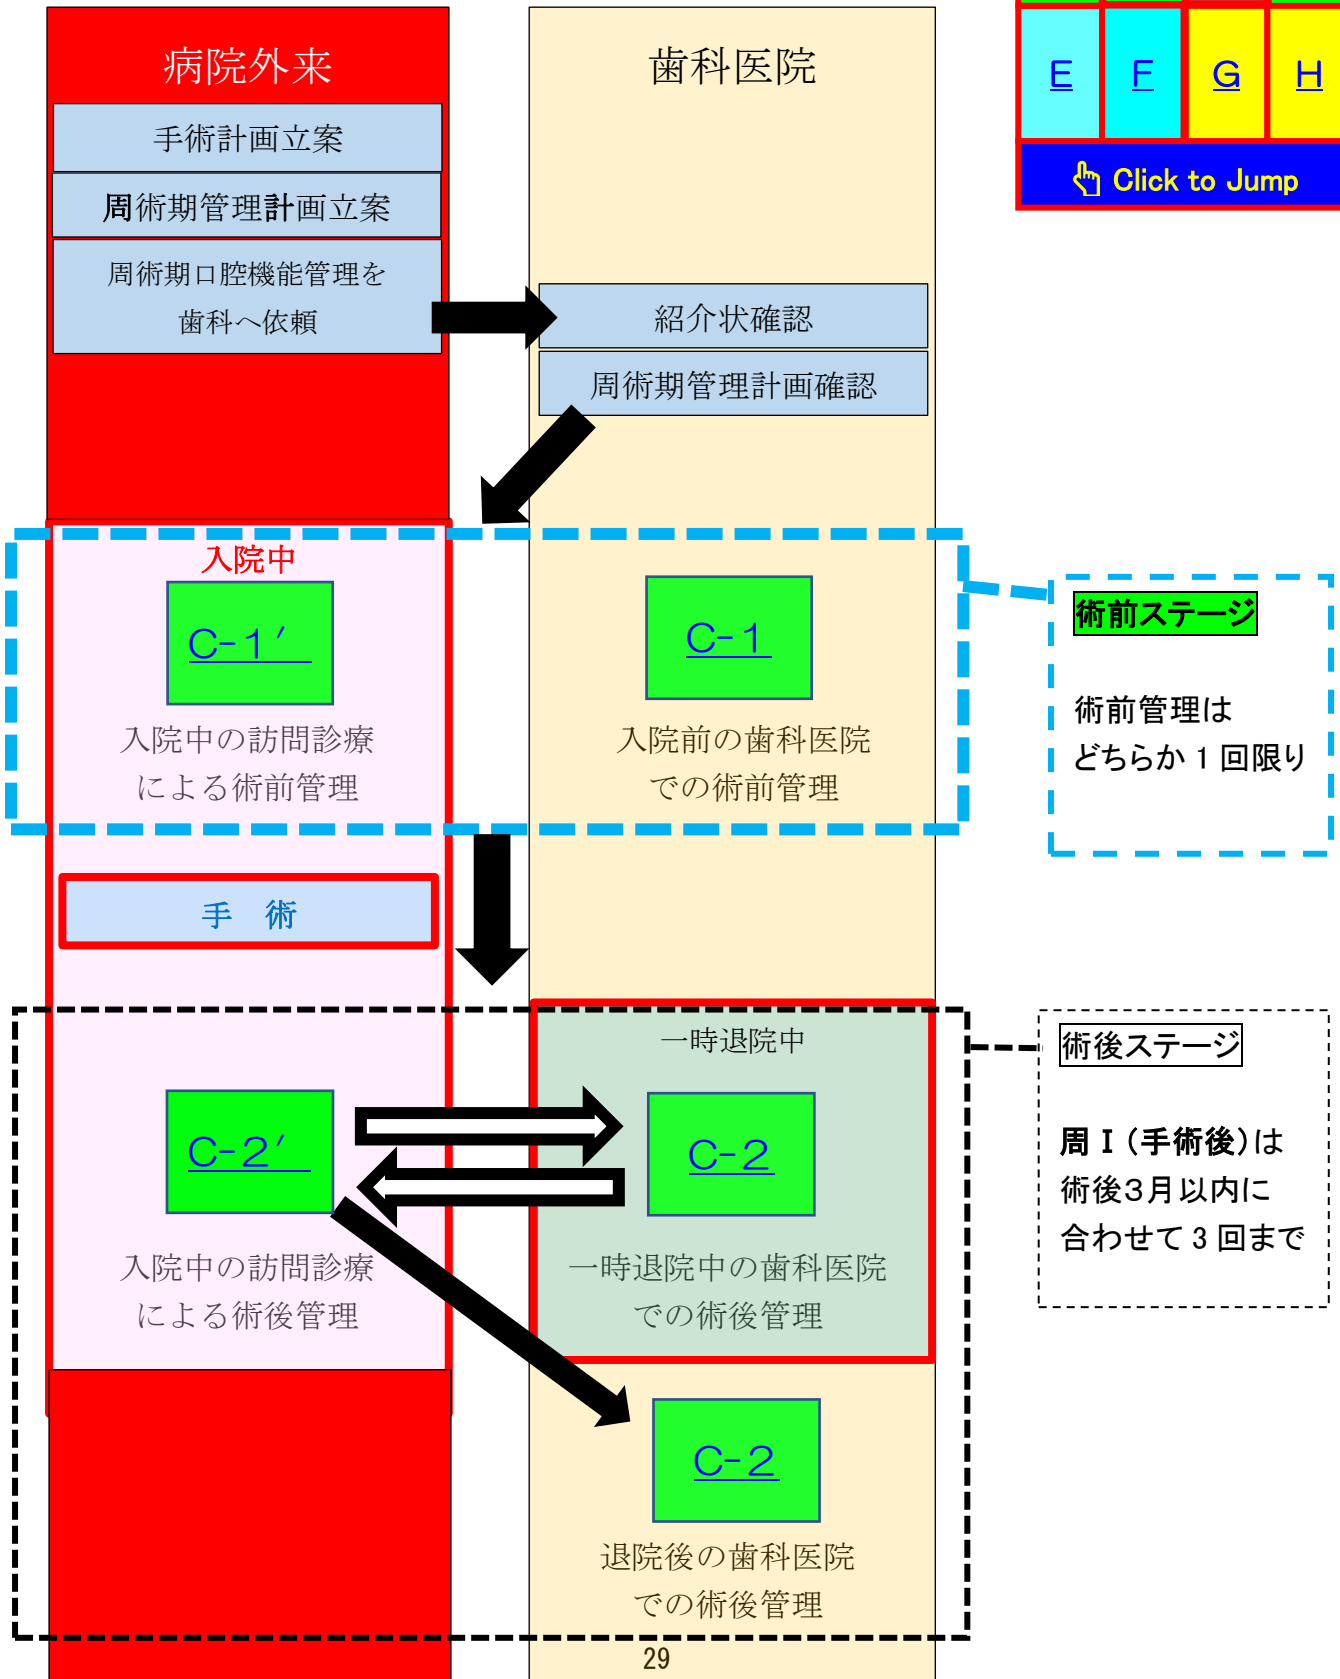 病院外来
手術計画立案
周術期管理計画立案
周術期口腔機能管理を
歯科へ依頼
歯科医院
紹介状確認
周術期管理計画確認
E F G H
Click to Jump
入院中
C-1′
入院中の訪問診療
による術前管理
C-1
入院前の歯科医院
での術前管理
術前ステージ
術前管理は
どちらか 1 回限り
手　術
一時退院中
C-2′
入院中の訪問診療
による術後管理
C-2
一時退院中の歯科医院
での術後管理
術後ステージ
周 I (手術後)は
術後3月以内に
合わせて 3 回まで
C-2
退院後の歯科医院
での術後管理
29